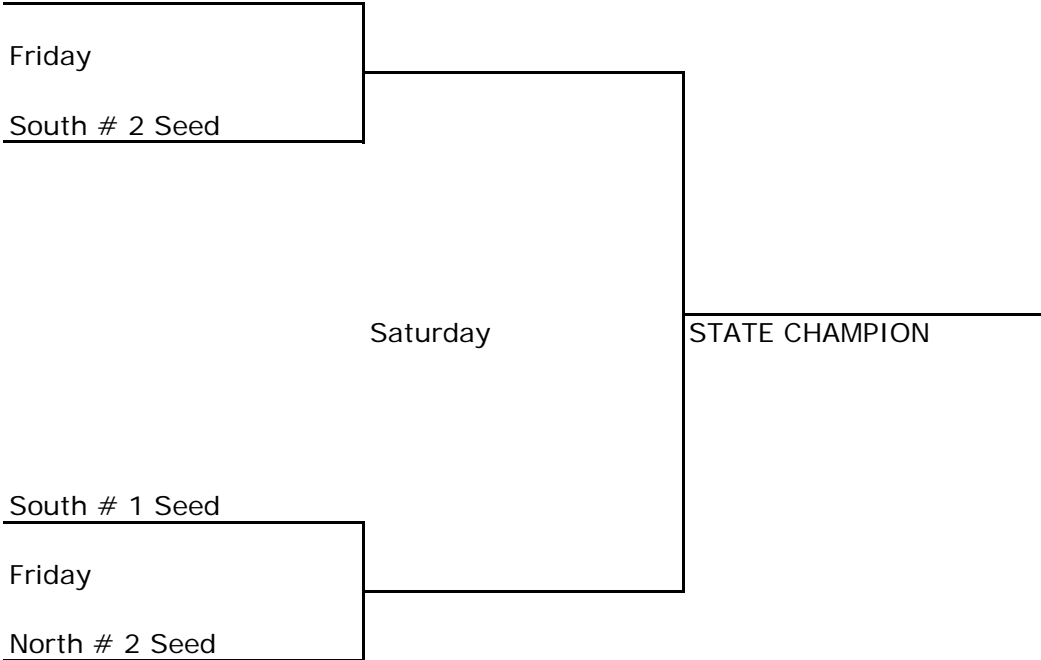 Friday
South # 2 Seed
Saturday
STATE CHAMPION
South # 1 Seed
Friday
North # 2 Seed